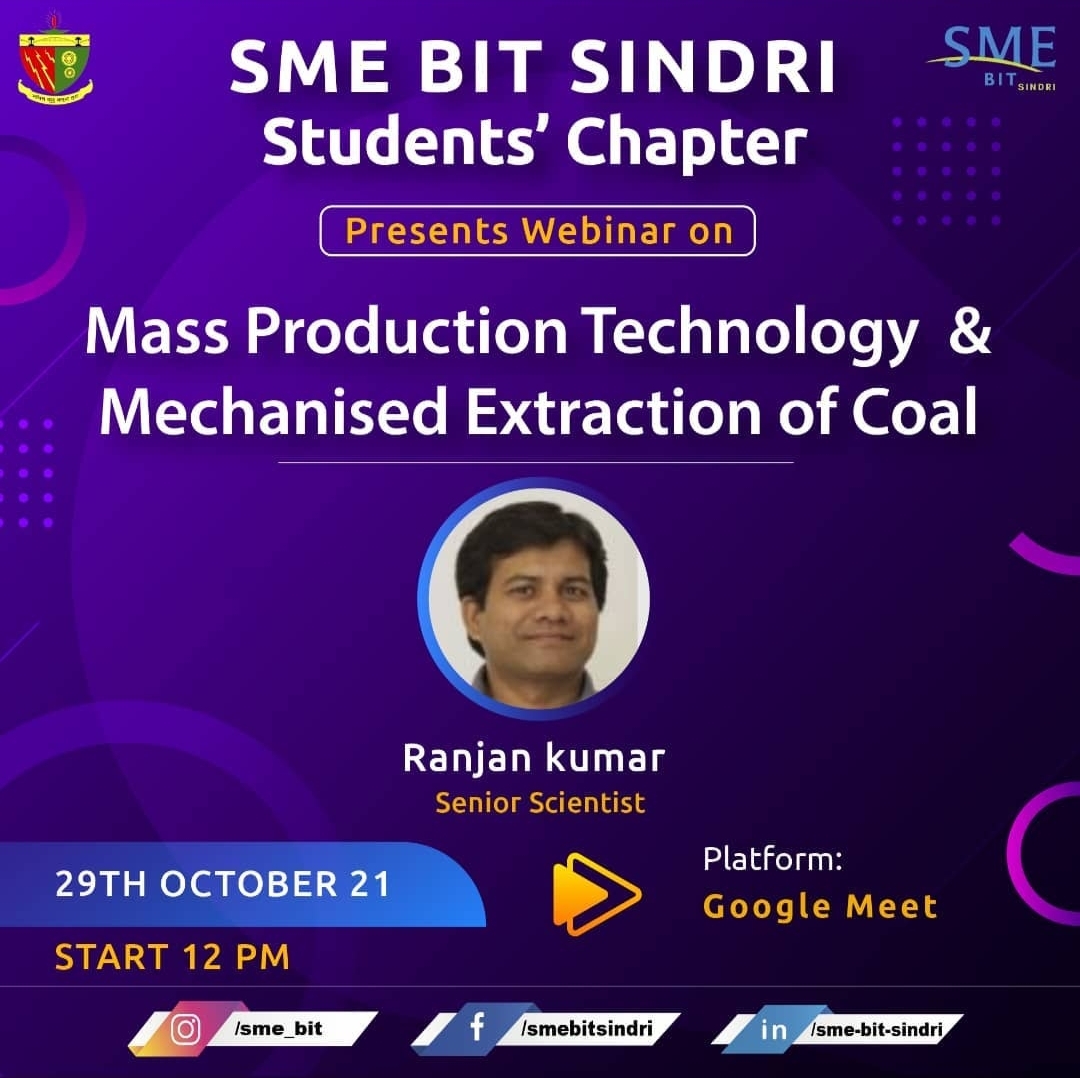 SME BIT SINDRI
Students’ Chapter
SME
BIT
SINDRI
Presents Webinar on
Mass Production Technology &
Mechanised Extraction of Coal
Ranjan kumar
Senior Scientist
29TH OCTOBER 21
START 12 PM
Platform:
Google Meet
/sme_bit
f
/smebitsindri
in
/sme-bit-sindri